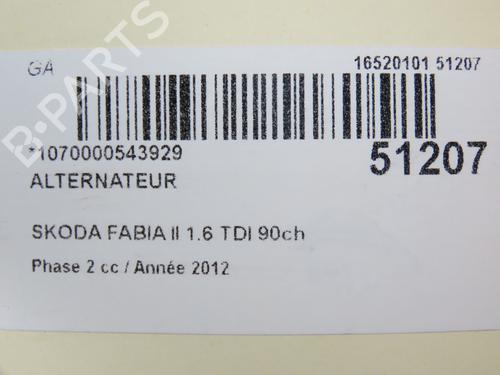 GA
16520101 51207
*1070000543929
51207
ALTERNATEUR
SKODA FABIA II 1.6 TDI 90ch
Phase 2 cc / Année 2012
B-PARTS